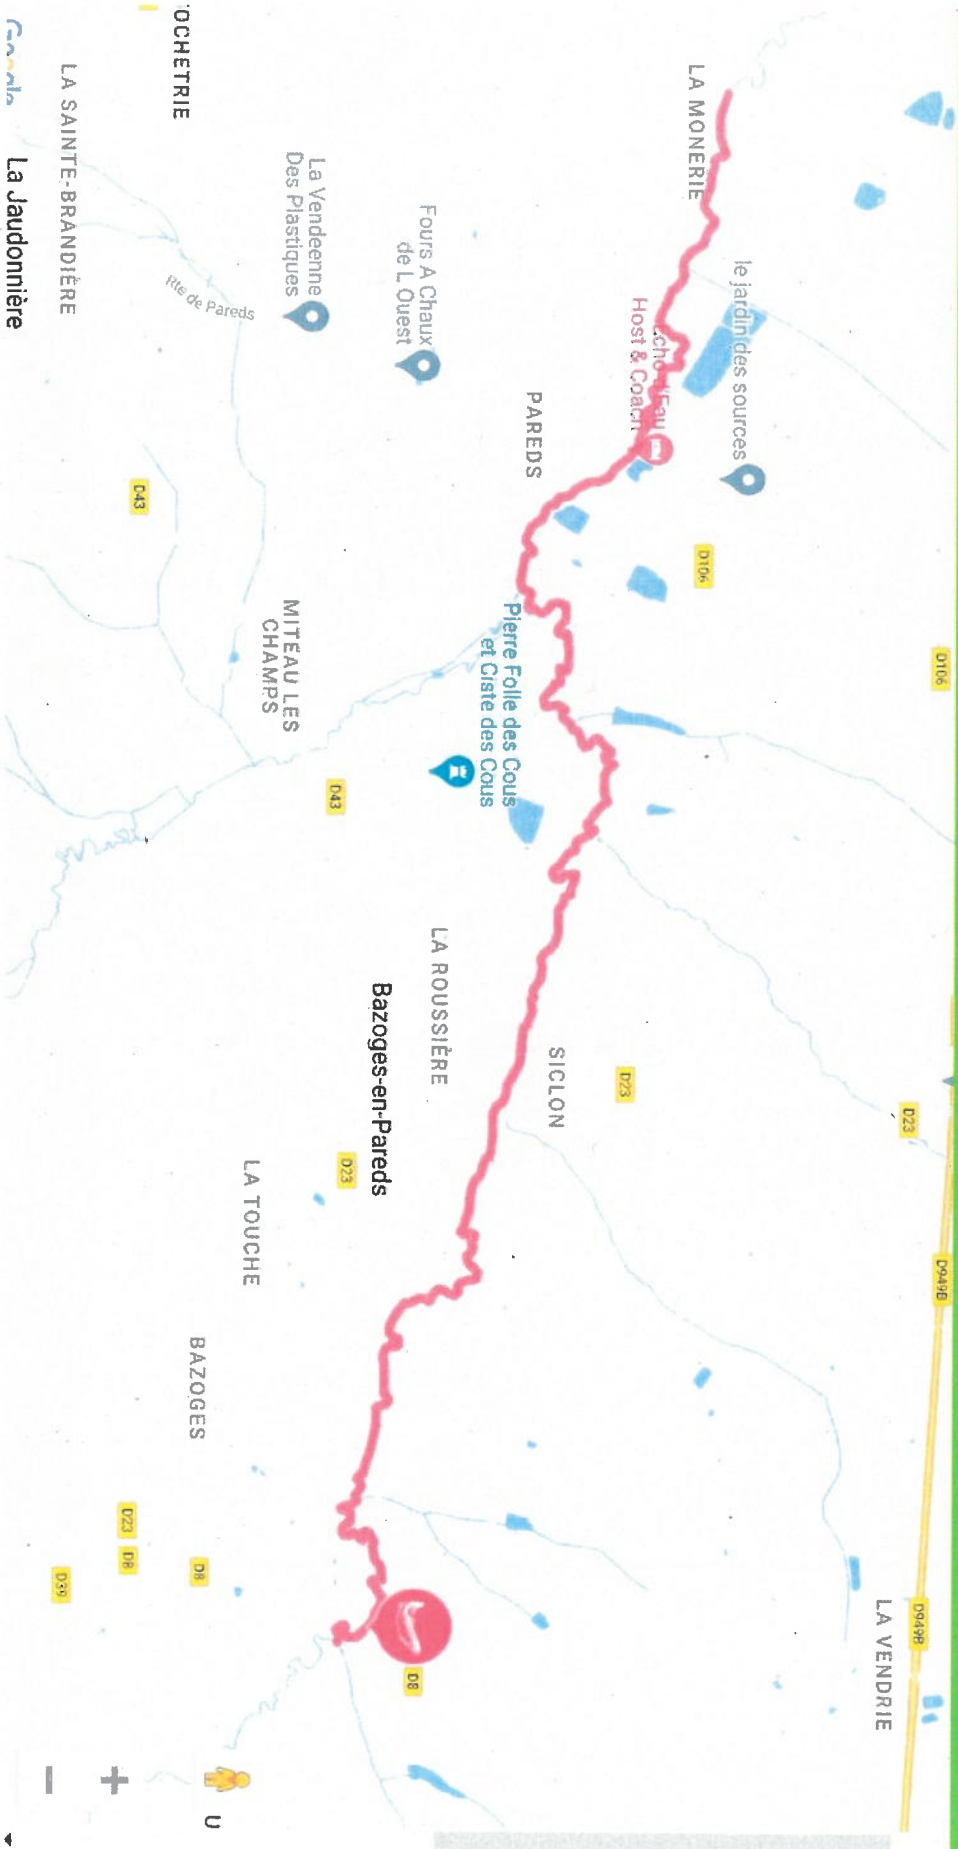 D949B
D949B
LA VENDRIE
D106
D23
le jardin des sources
D106
LA MONERIE
Echo d'Eau
Host & Coach
D23
SICLON
PAREDS
Pierre Folle des Cous
et Ciste des Cous
LA ROUSSIÈRE
Fours A Chaux
de L Ouest
D8
Bazoges-en-Pareds
D23
D43
La Vendeenne
Des Plastiques
MITEAU LES
CHAMPS
LA TOUCHE
Rte de Pareds
BAZOGES
D8
OCHETRIE
D43
D23
D8
LA SAINTE-BRANDIÈRE
D39
La Jaudonnière
Google